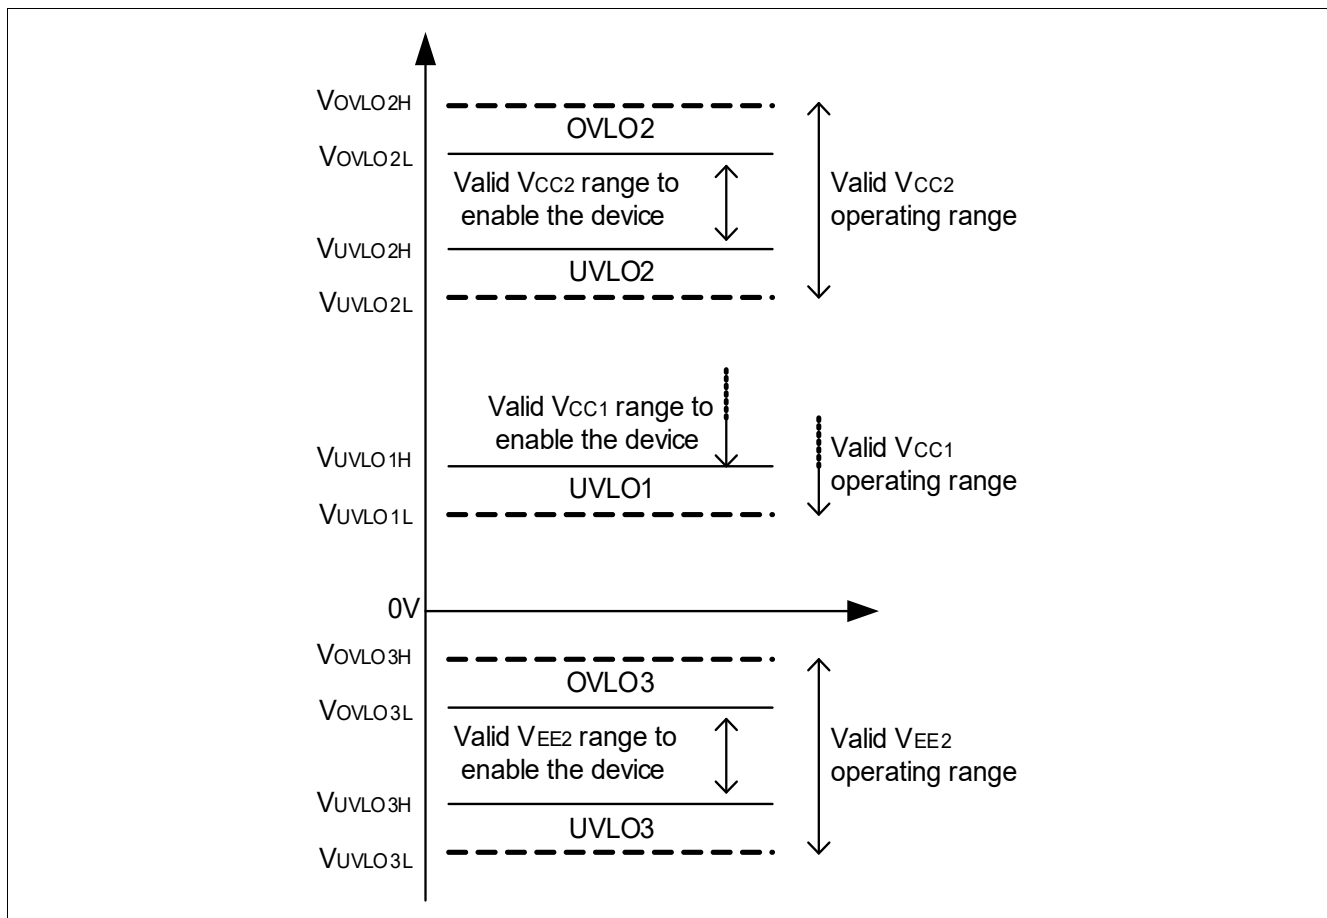 VOVLO2H
OVLO2
VOVLO2L
Valid VCC2 range to
enable the device
Valid VCC2
operating range
VUVLO2H
UVLO2
VUVLO2L
Valid VCC1 range to
enable the device
VUVLO1H
Valid VCC1
operating range
UVLO1
VUVLO1L
0V
VOVLO3H
OVLO3
VOVLO3L
Valid VEE2 range to
enable the device
Valid VEE2
operating range
VUVLO3H
UVLO3
VUVLO3L